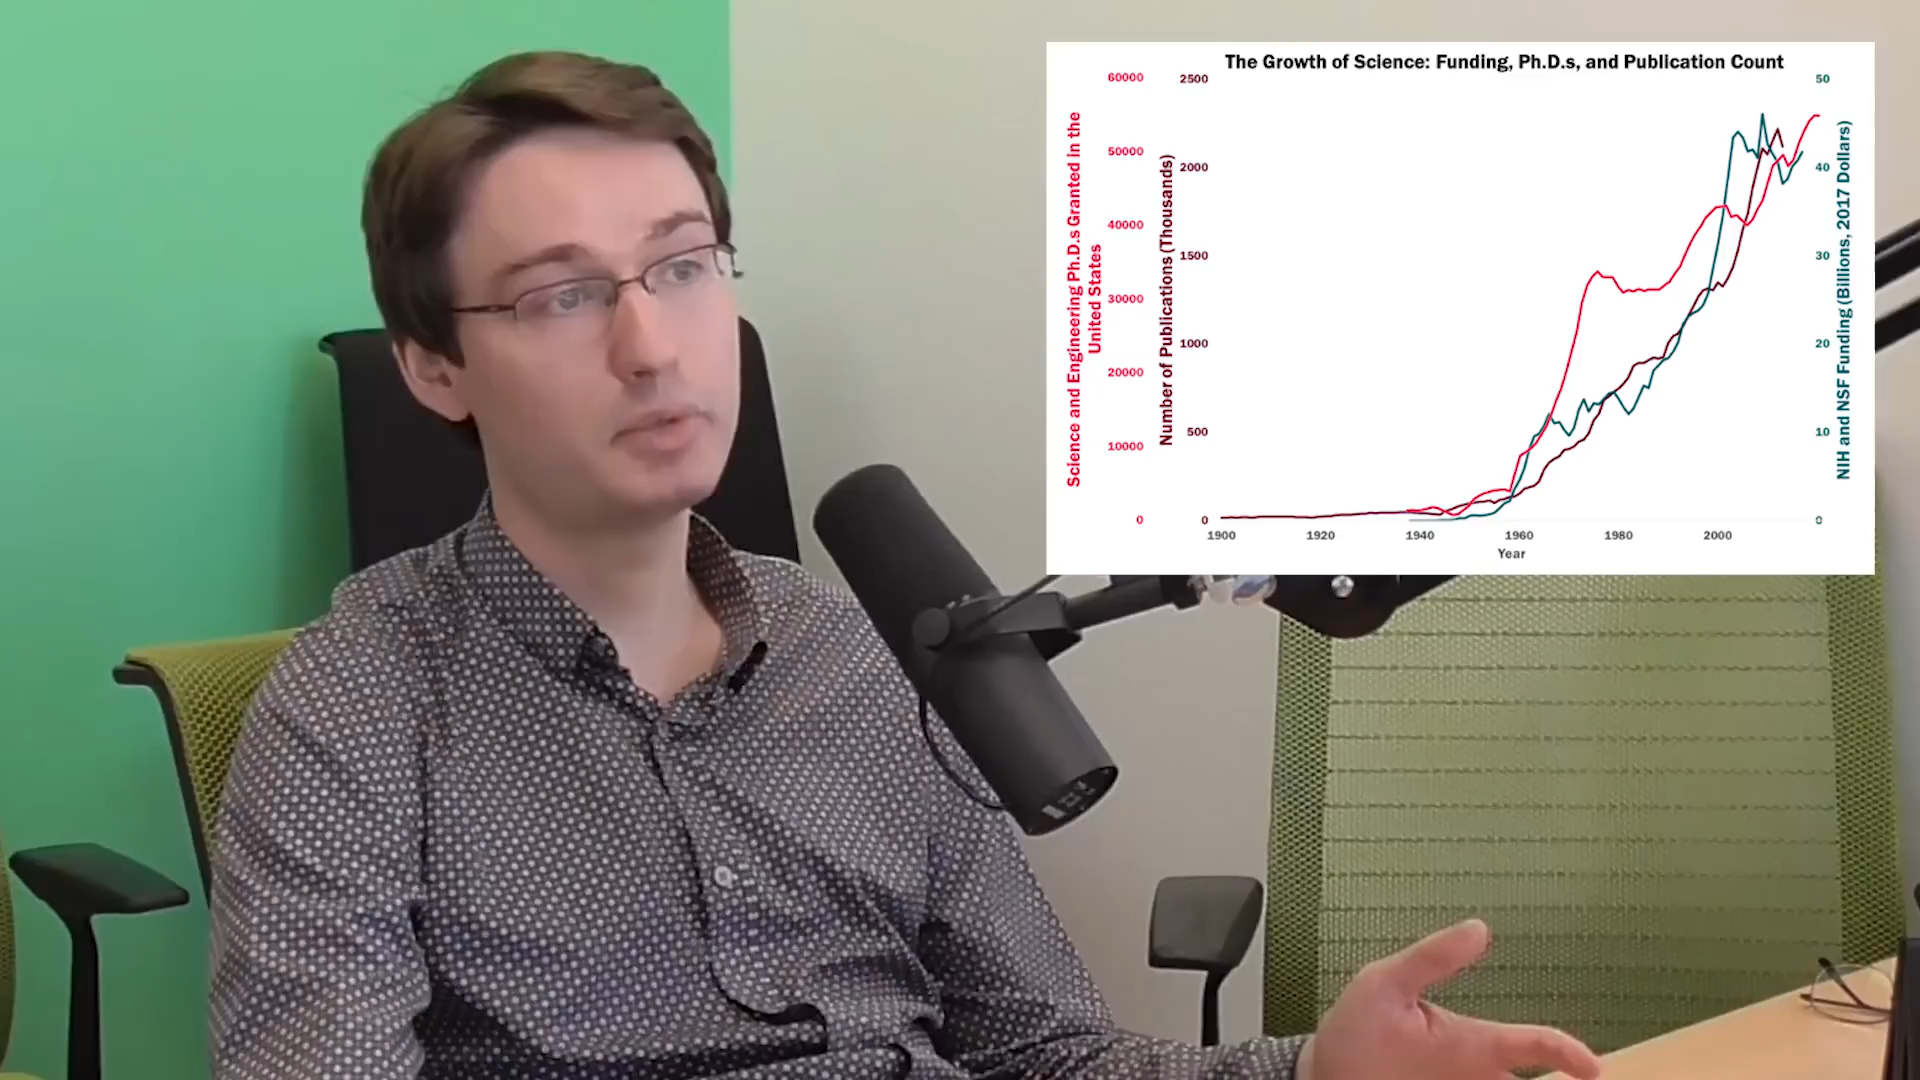 The Growth of Science: Funding, Ph.D.s, and Publication Count
60000
50000
40000
30000
20000
10000
0
Science and Engineering Ph.D.s Granted in the
United States
2500
2000
1500
1000
500
0
Number of Publications (Thousands)
50
40
30
20
10
0
NIH and NSF Funding (Billions, 2017 Dollars)
1900 1920 1940 1960 1980 2000
Year